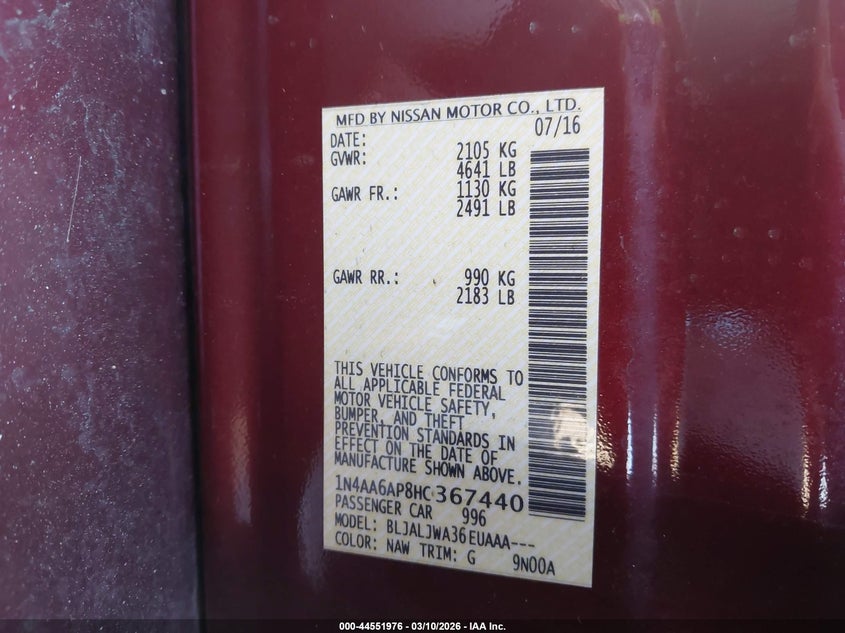 MFD BY NISSAN MOTOR CO., LTD.
DATE: 07/16
GVWR: 2105 KG
4641 LB
GAWR FR.: 1130 KG
2491 LB
GAWR RR.: 990 KG
2183 LB
THIS VEHICLE CONFORMS TO
ALL APPLICABLE FEDERAL
MOTOR VEHICLE SAFETY,
BUMPER, AND THEFT
PREVENTION STANDARDS IN
EFFECT ON THE DATE OF
MANUFACTURE SHOWN ABOVE.
1N4AA6AP8HC367440
PASSENGER CAR 996
MODEL: BLJALJWA36EUAAA---
COLOR: NAW TRIM: G 9N00A
000-44551976 — 03/10/2026 — IAA Inc.